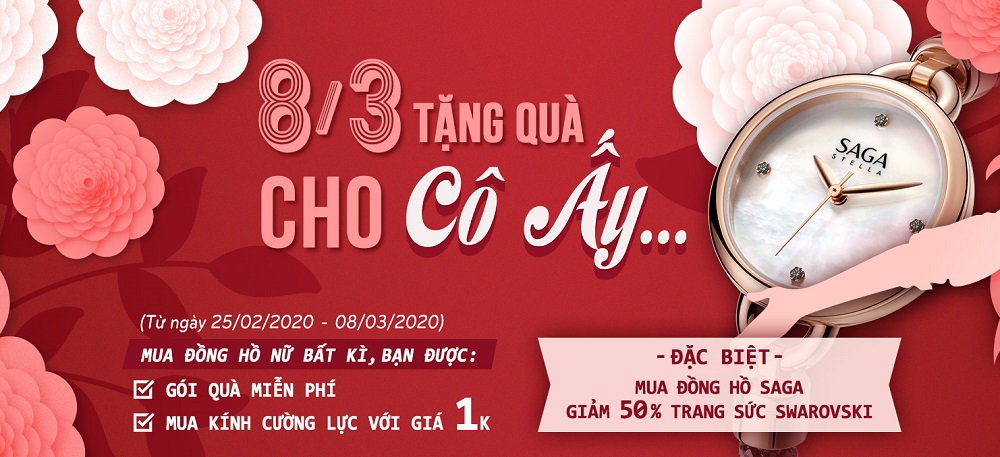 8/3 TẶNG QUÀ
CHO Cô Ấy...
SAGA
STELLA
(Từ ngày 25/02/2020 - 08/03/2020)
MUA ĐỒNG HỒ NỮ BẤT KÌ, BẠN ĐƯỢC:
GÓI QUÀ MIỄN PHÍ
MUA KÍNH CƯỜNG LỰC VỚI GIÁ 1K
-ĐẶC BIỆT-
MUA ĐỒNG HỒ SAGA
GIẢM 50% TRANG SỨC SWAROVSKI